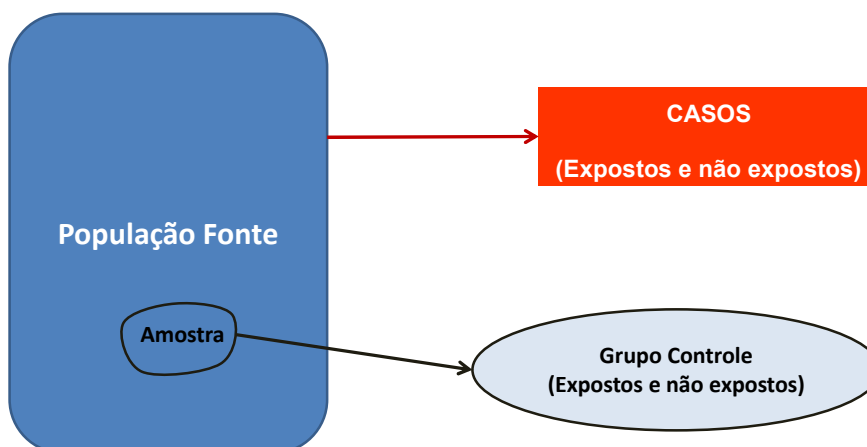 CASOS
(Expostos e não expostos)
População Fonte
Amostra
Grupo Controle
(Expostos e não expostos)